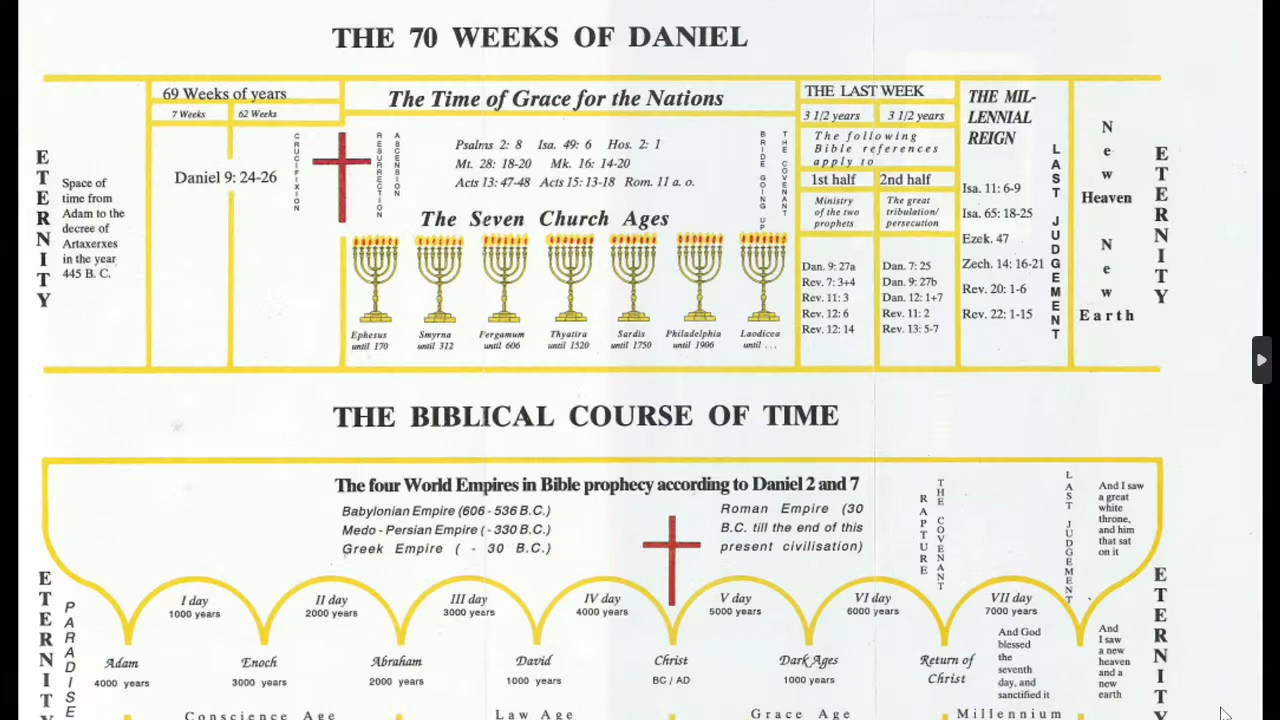 THE 70 WEEKS OF DANIEL
ETERNITY
Space of
time from
Adam to the
decree of
Artaxerxes
in the year
445 B. C.
69 Weeks of years
7 Weeks
62 Weeks
Daniel 9: 24-26
CRUCIFIXION
RESURRECTION
ASCENSION
The Time of Grace for the Nations
Psalms 2: 8 Isa. 49: 6 Hos. 2: 1
Mt. 28: 18-20 Mk. 16: 14-20
Acts 13: 47-48 Acts 15: 13-18 Rom. 11 a. o.
BRIDE GOING UP
THE COVENANT
The Seven Church Ages
Ephesus
until 170
Smyrna
until 312
Fergamum
until 606
Thyatira
until 1520
Sardis
until 1750
Philadelphia
until 1906
Laodicea
until ...
THE LAST WEEK
3 1/2 years
3 1/2 years
The following
Bible references
apply to
1st half
2nd half
Ministry
of the two
prophets
The great
tribulation/
persecution
Dan. 9: 27a
Rev. 7: 3+4
Rev. 11: 3
Rev. 12: 6
Rev. 12: 14
Dan. 7: 25
Dan. 9: 27b
Dan. 12: 1+7
Rev. 11: 2
Rev. 13: 5-7
THE MIL-
LENNIAL
REIGN
Isa. 11: 6-9
Isa. 65: 18-25
Ezek. 47
Zech. 14: 16-21
Rev. 20: 1-6
Rev. 22: 1-15
LAST JUDGEMENT
New
Heaven
New
Earth
ETERNITY
THE BIBLICAL COURSE OF TIME
The four World Empires in Bible prophecy according to Daniel 2 and 7
Babylonian Empire (606 - 536 B.C.)
Medo - Persian Empire ( - 330 B.C.)
Greek Empire ( - 30 B.C.)
Roman Empire (30
B.C. till the end of this
present civilisation)
RAPTURE
THE COVENANT
LAST JUDGEMENT
And I saw
a great
white
throne,
and him
that sat
on it
ETERNITY
PARADISE
I day
1000 years
II day
2000 years
III day
3000 years
IV day
4000 years
V day
5000 years
VI day
6000 years
VII day
7000 years
And God
blessed
the
seventh
day, and
sanctified it
And
I saw
a new
heaven
and a
new
earth
ETERNITY
Adam
4000 years
Enoch
3000 years
Abraham
2000 years
David
1000 years
Christ
BC / AD
Dark Ages
1000 years
Return of
Christ
Conscience Age
Law Age
Grace Age
Millennium